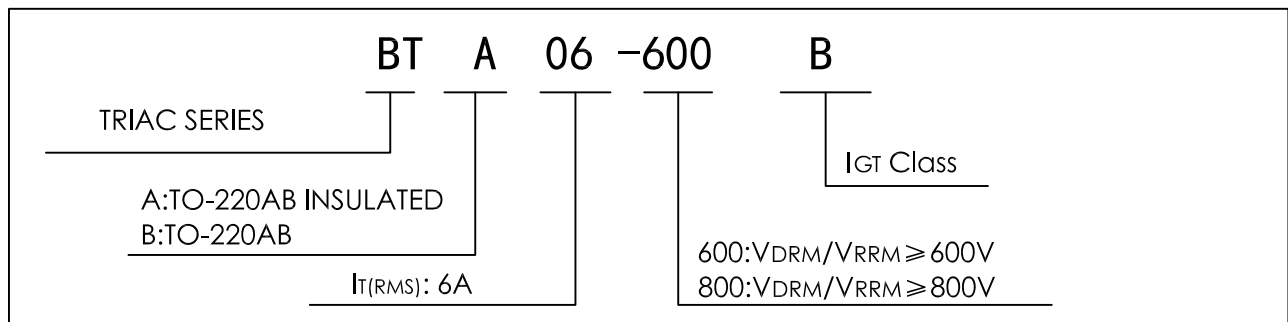 BT A 06 -600 B
TRIAC SERIES
IGT Class
A:TO-220AB INSULATED
B:TO-220AB
600:VDRM/VRRM≥600V
IT(RMS): 6A
800:VDRM/VRRM≥800V